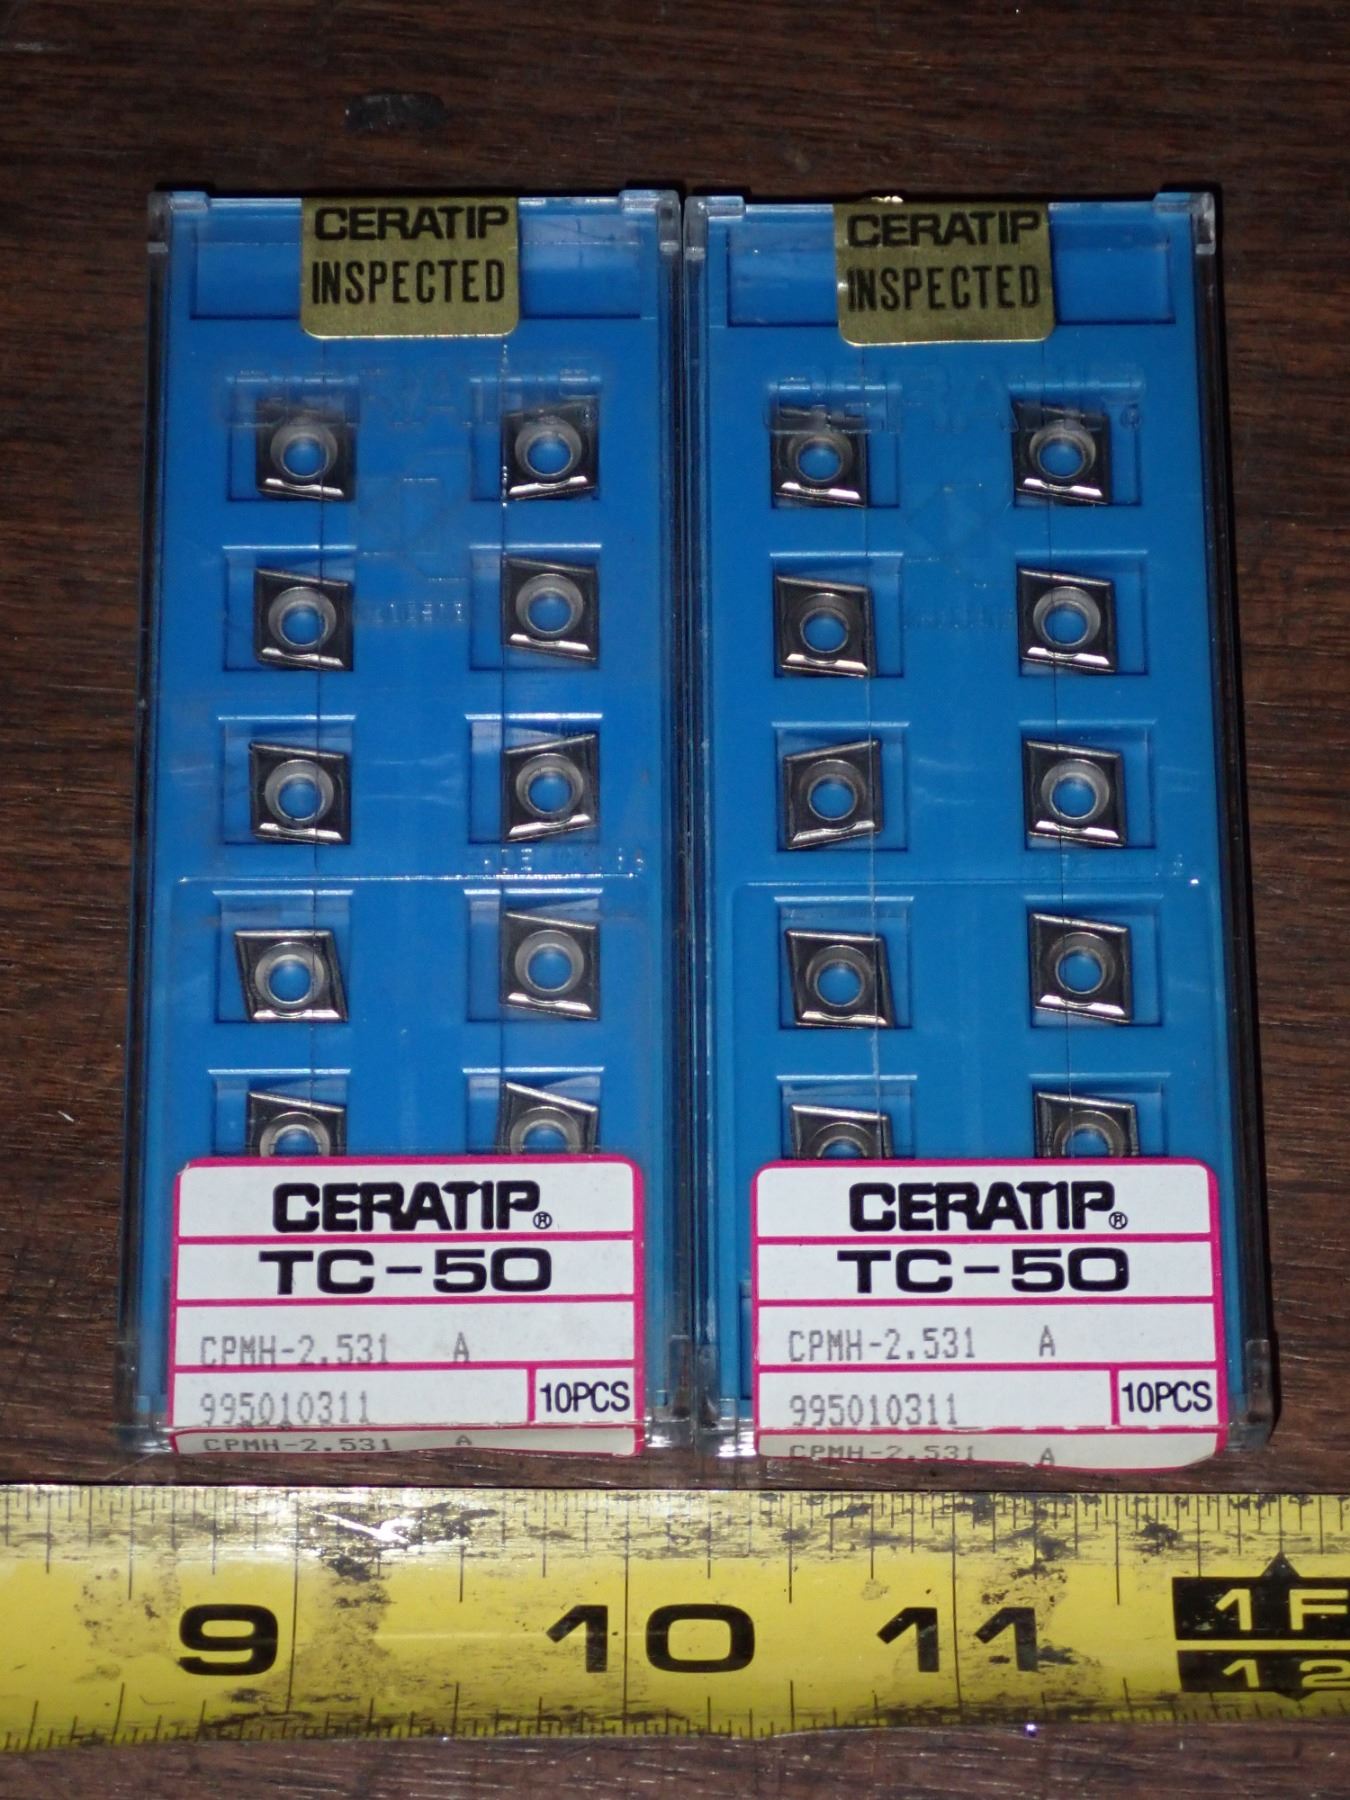 CERATIP
INSPECTED
CERATIP
INSPECTED
CERATIP®
TC-50
CPMH-2.531 A
995010311
10PCS
CPMH-2.531 A
CERATIP®
TC-50
CPMH-2.531 A
995010311
10PCS
CPMH-2.531 A
9 10 11 1F
12